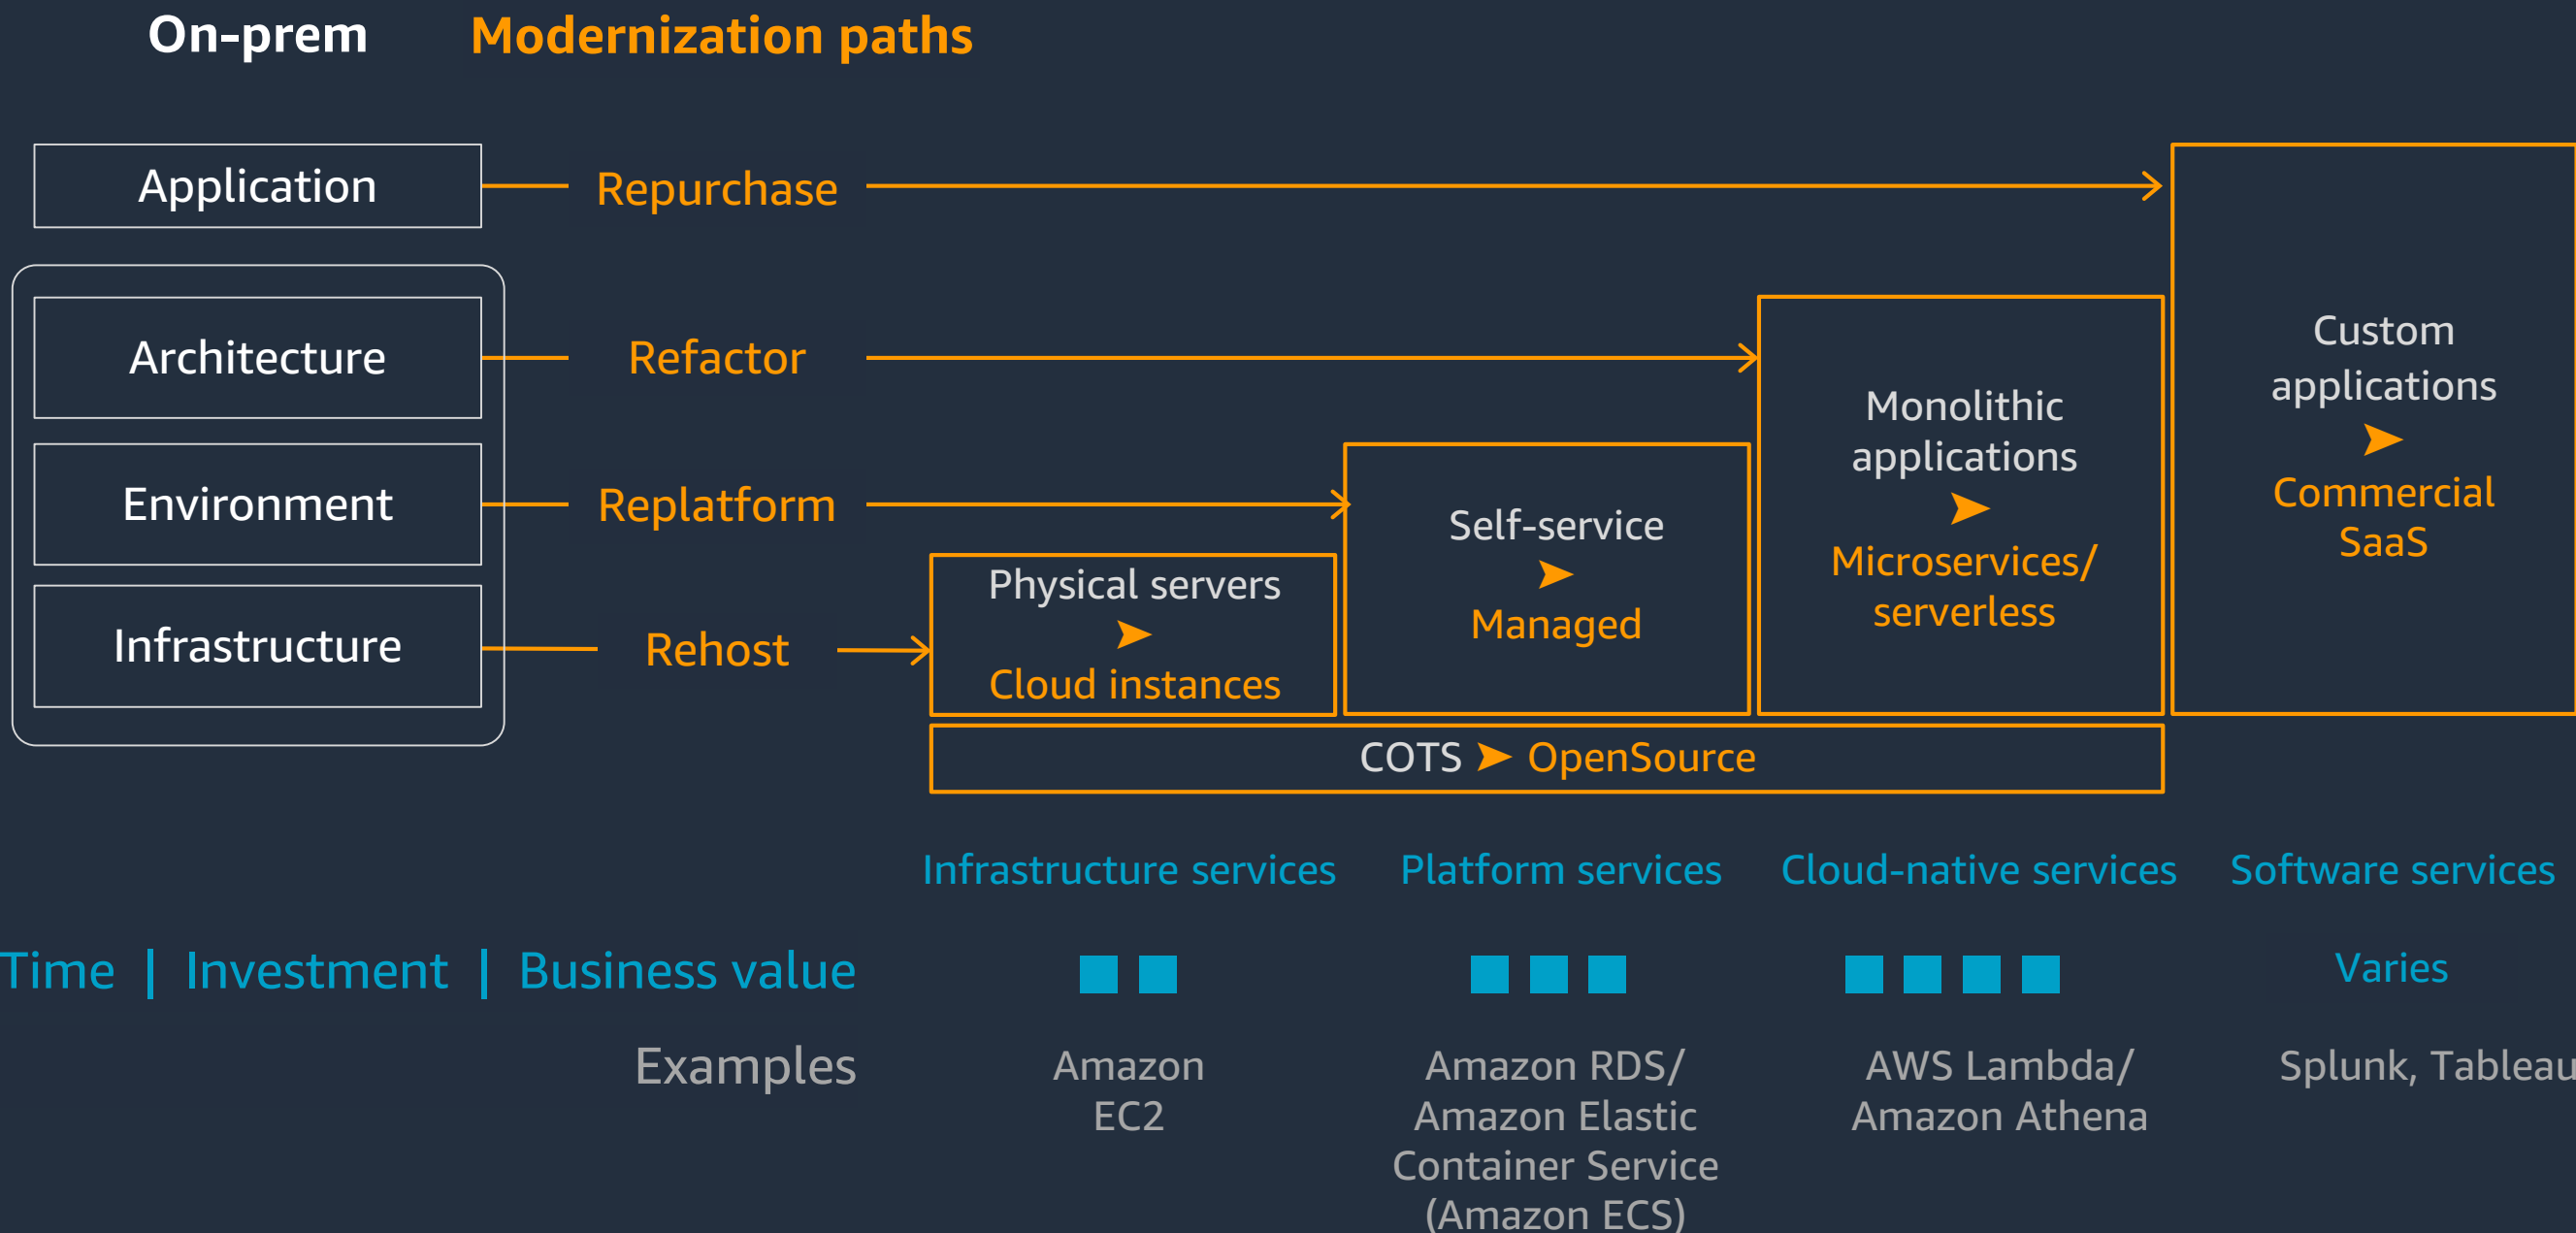 On-prem
Modernization paths
Application
Repurchase
Architecture
Refactor
Environment
Replatform
Infrastructure
Rehost
Physical servers
Cloud instances
Self-service
Managed
Monolithic
applications
Microservices/
serverless
Custom
applications
Commercial
SaaS
COTS OpenSource
Infrastructure services
Platform services
Cloud-native services
Software services
Time | Investment | Business value
Varies
Examples
Amazon
EC2
Amazon RDS/
Amazon Elastic
Container Service
(Amazon ECS)
AWS Lambda/
Amazon Athena
Splunk, Tableau